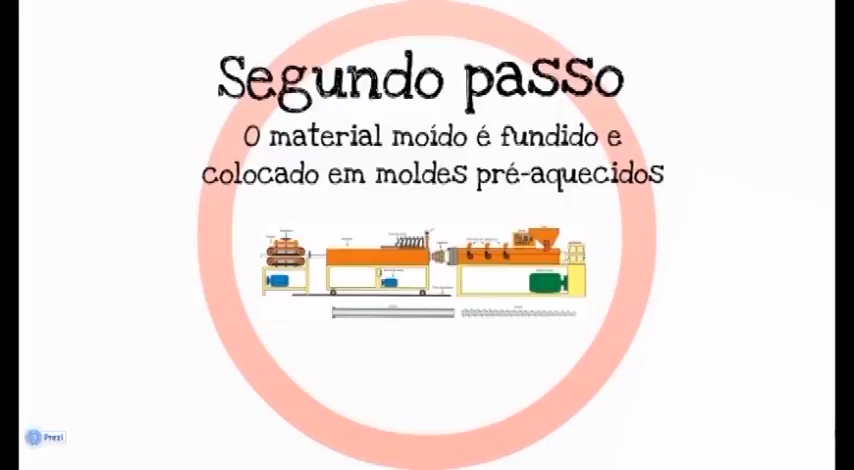 Segundo passo
O material moído é fundido e
colocado em moldes pré-aquecidos
Prezi